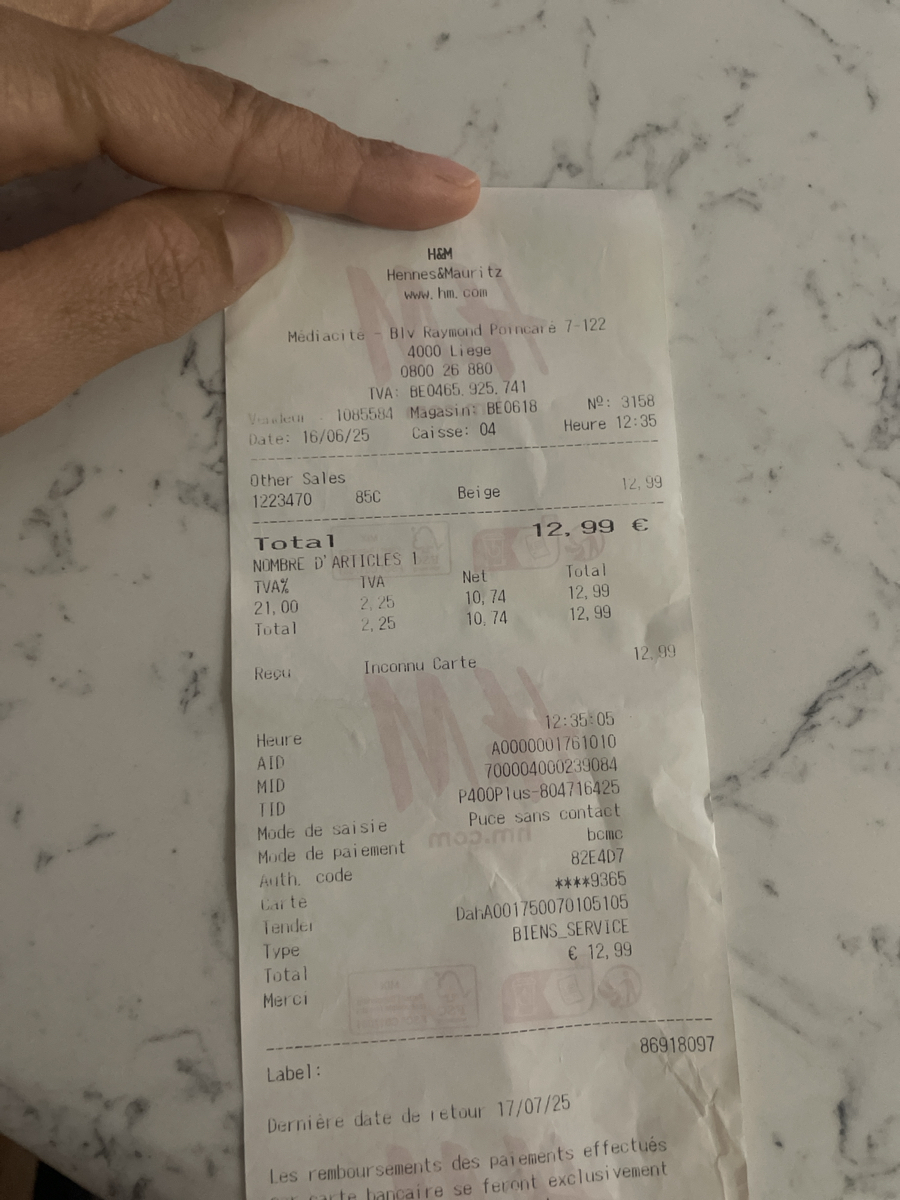 H&M
Hennes&Mauritz
www.hm.com
Médiacité - Blv Raymond Poincaré 7-122
4000 Liege
0800 26 880
TVA: BE0465.925.741
Vendeur : 1085584 Magasin: BE0618 Nº: 3158
Date: 16/06/25 Caisse: 04 Heure 12:35
Other Sales
1223470 85C Beige 12,99
Total 12,99 €
NOMBRE D'ARTICLES 1
TVA% TVA Net Total
21,00 2,25 10,74 12,99
Total 2,25 10,74 12,99
Reçu Inconnu Carte 12,99
Heure 12:35:05
AID A0000001761010
MID 700004000239084
TID P400Plus-804716425
Mode de saisie Puce sans contact
Mode de paiement bcmc
Auth. code 82E4D7
Carte ****9365
Tender DahA001750070105105
Type BIENS_SERVICE
Total € 12,99
Merci
Label: 86918097
Dernière date de retour 17/07/25
Les remboursements des paiements effectués
par carte bancaire se feront exclusivement